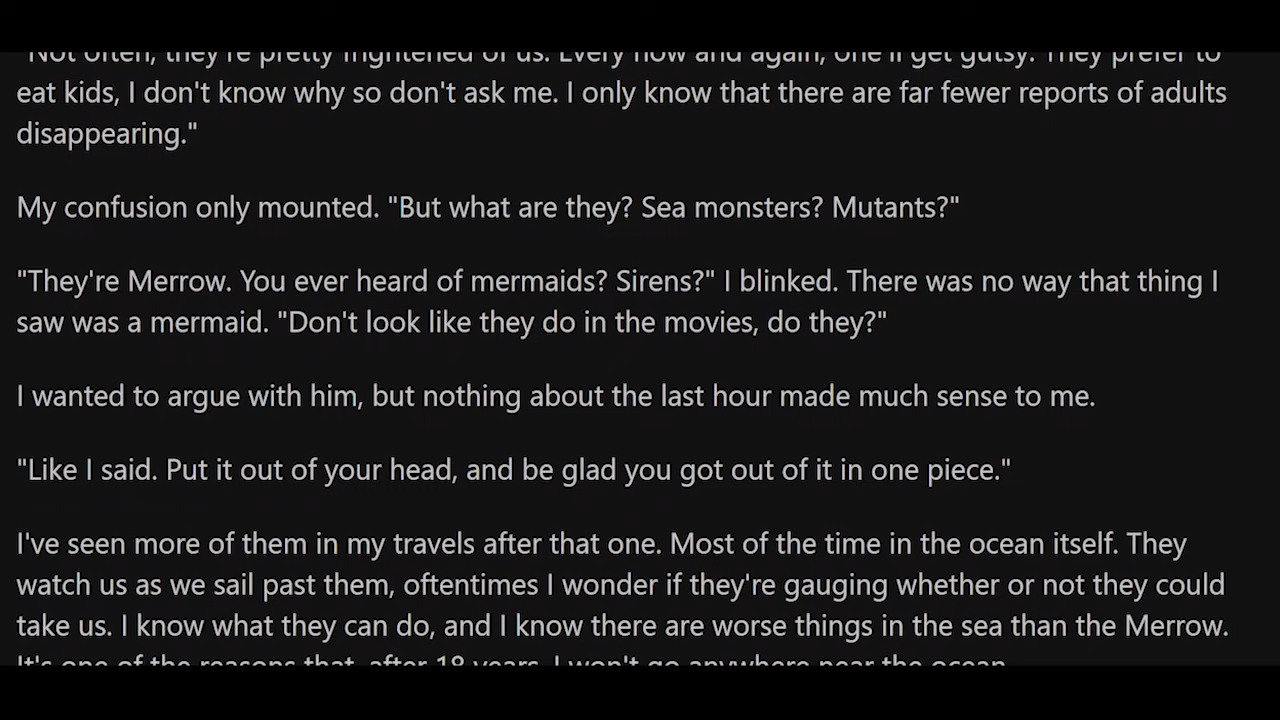 "Not often, they're pretty frightened of us. Every now and again, one'll get gutsy. They prefer to
eat kids, I don't know why so don't ask me. I only know that there are far fewer reports of adults
disappearing."
My confusion only mounted. "But what are they? Sea monsters? Mutants?"
"They're Merrow. You ever heard of mermaids? Sirens?" I blinked. There was no way that thing I
saw was a mermaid. "Don't look like they do in the movies, do they?"
I wanted to argue with him, but nothing about the last hour made much sense to me.
"Like I said. Put it out of your head, and be glad you got out of it in one piece."
I've seen more of them in my travels after that one. Most of the time in the ocean itself. They
watch us as we sail past them, oftentimes I wonder if they're gauging whether or not they could
take us. I know what they can do, and I know there are worse things in the sea than the Merrow.
It's one of the reasons that, after 18 years, I won't go anywhere near the ocean